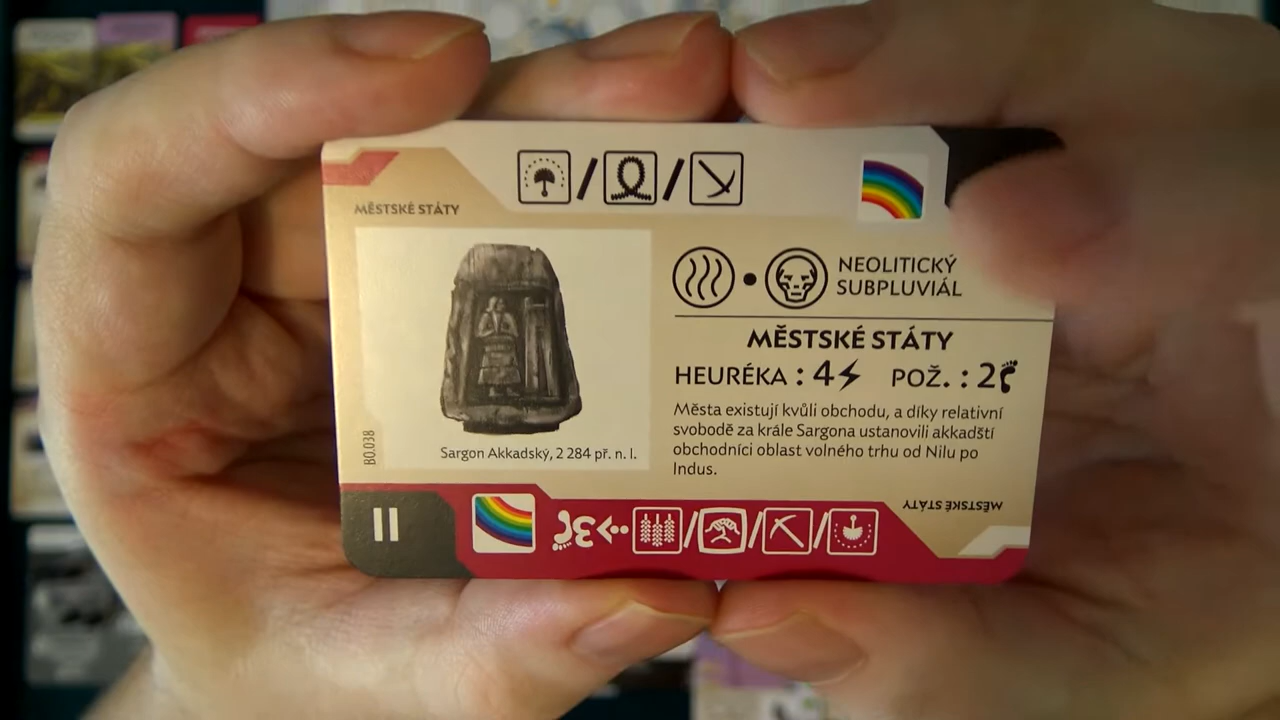 MĚSTSKÉ STÁTY
NEOLITICKÝ
SUBPLUVIÁL
MĚSTSKÉ STÁTY
HEURÉKA : 4 POŽ. : 2
Města existují kvůli obchodu, a díky relativní
svobodě za krále Sargona ustanovili akkadští
obchodníci oblast volného trhu od Nilu po
Indus.
Sargon Akkadský, 2 284 př. n. l.
B0.038
MĚSTSKÉ STÁTY
II
3